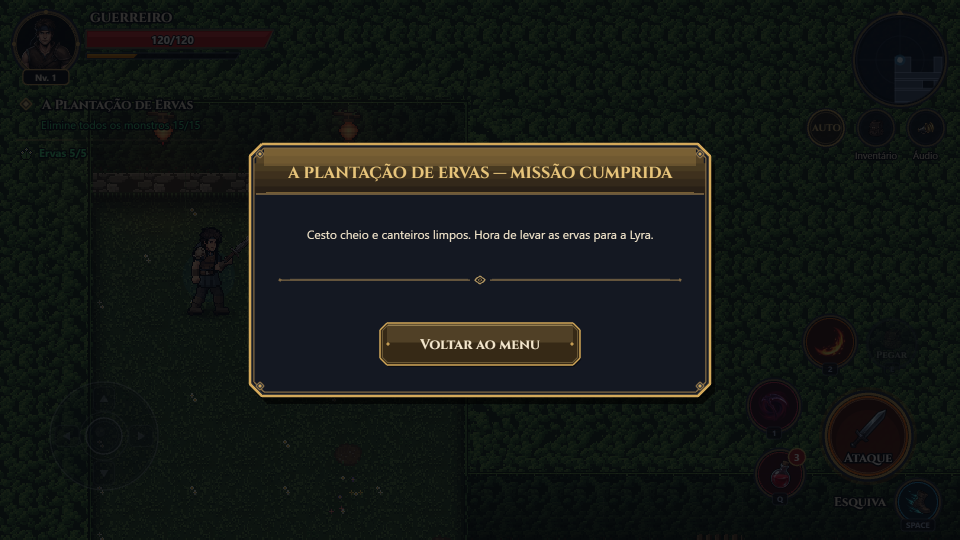 GUERREIRO
120/120
Nv. 1
A PLANTAÇÃO DE ERVAS
Elimine todos os monstros 15/15
Ervas 5/5
AUTO
Inventário
Áudio
A PLANTAÇÃO DE ERVAS — MISSÃO CUMPRIDA
Cesto cheio e canteiros limpos. Hora de levar as ervas para a Lyra.
VOLTAR AO MENU
PEGAR
2
1
3
Q
ATAQUE
ESQUIVA
SPACE